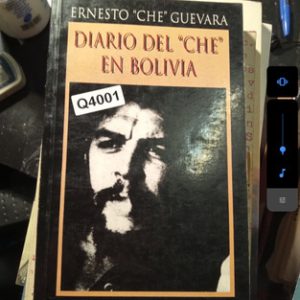 ERNESTO "CHE" GUEVARA
DIARIO DEL "CHE"
EN BOLIVIA
Q4001